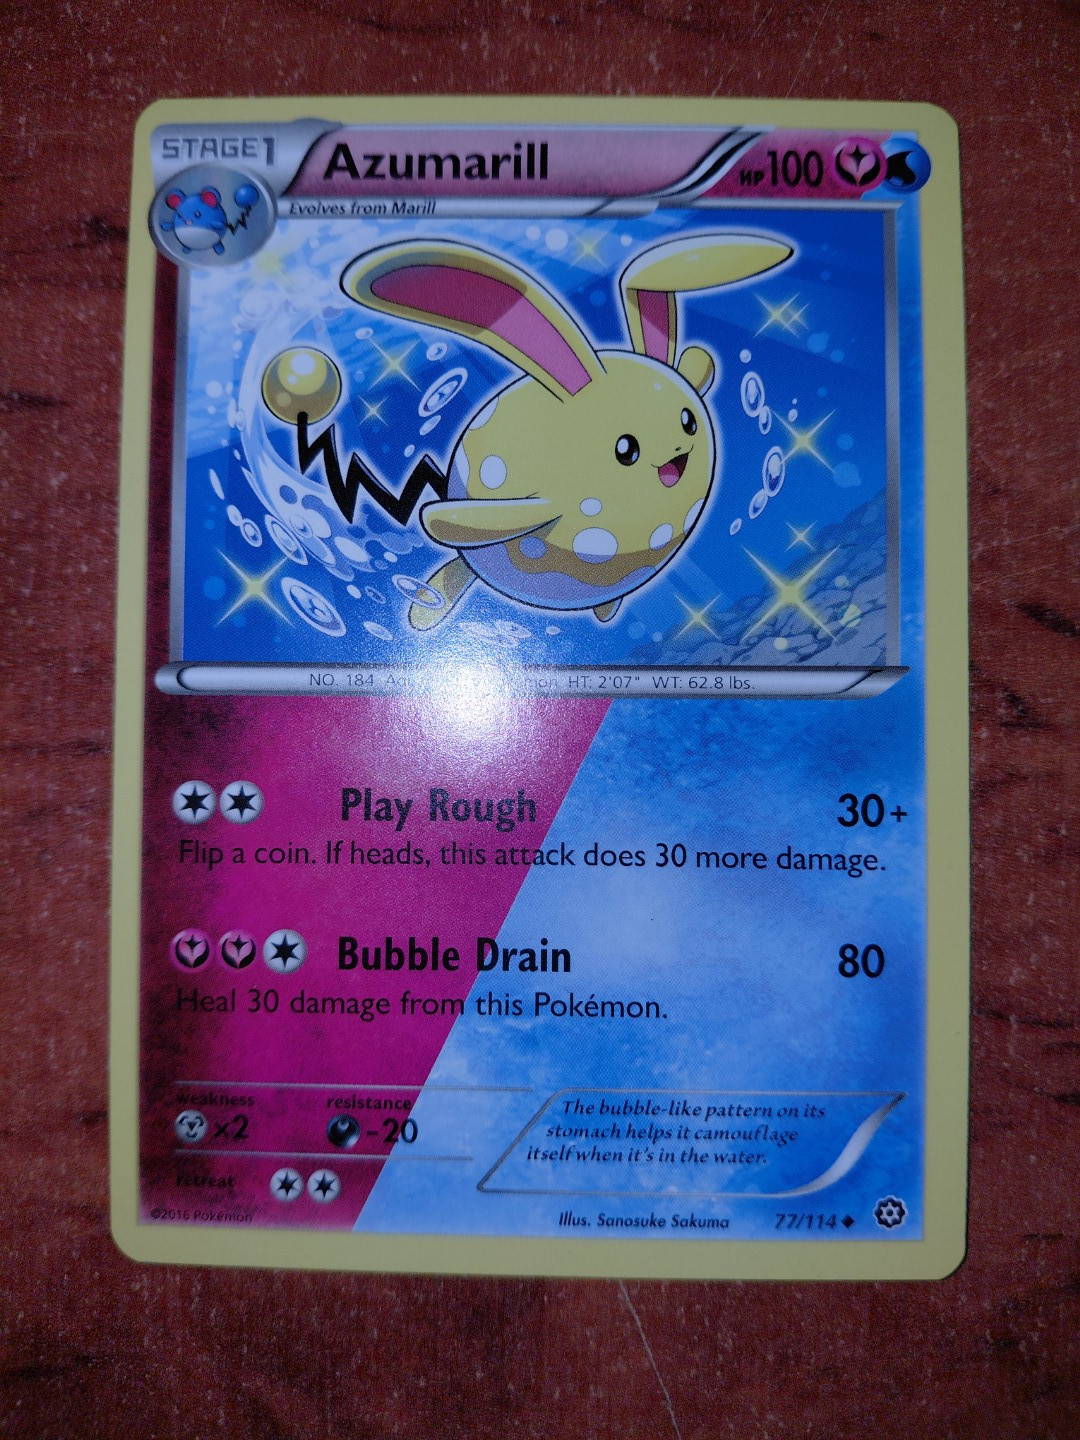 STAGE1
Azumarill
HP100
Evolves from Marill
NO. 184 HT: 2'07" WT: 62.8 lbs.
Play Rough 30+
Flip a coin. If heads, this attack does 30 more damage.
Bubble Drain 80
Heal 30 damage from this Pokémon.
weakness resistance
×2 -20
retreat
The bubble-like pattern on its
stomach helps it camouflage
itself when it's in the water.
©2016 Pokémon
Illus. Sanosuke Sakuma 77/114